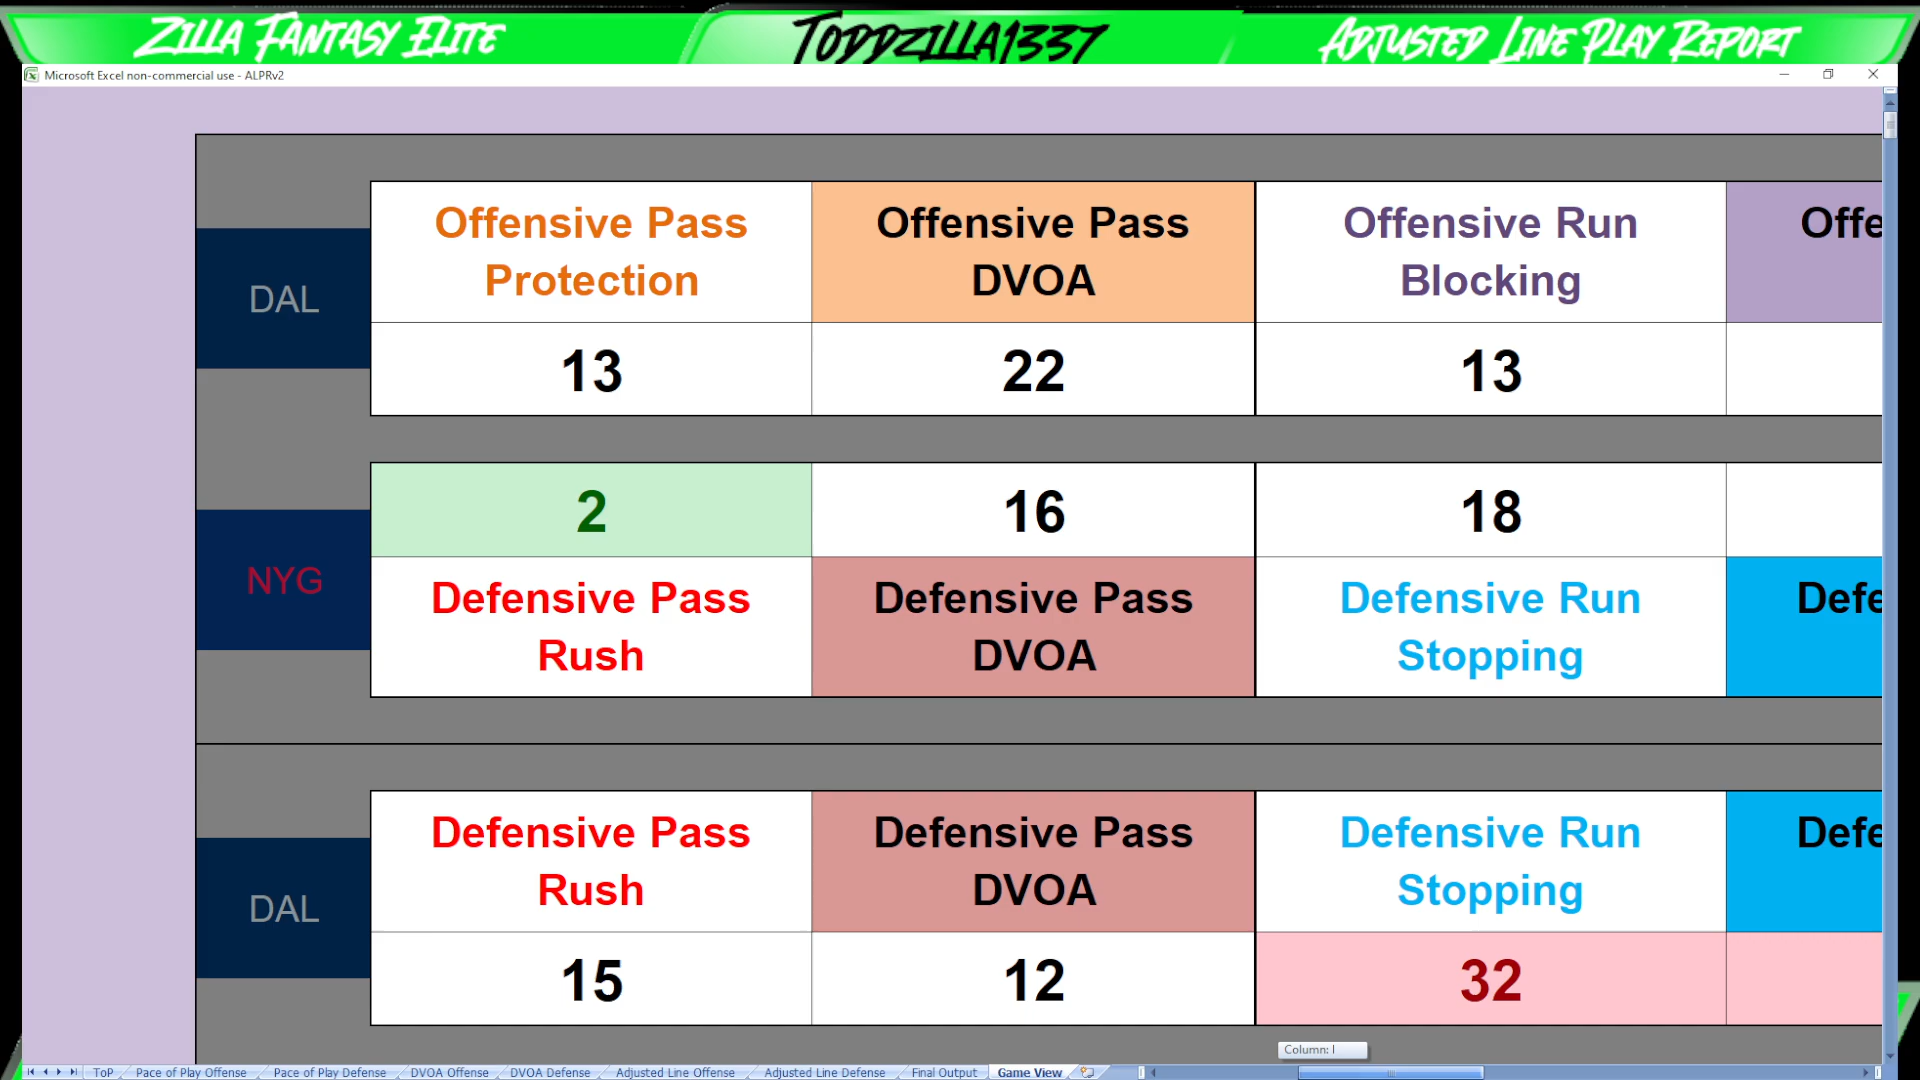 ZILLA FANTASY ELITE
TODDZILLA1337
ADJUSTED LINE PLAY REPORT
Microsoft Excel non-commercial use - ALPRv2
Offensive Pass Protection
Offensive Pass DVOA
Offensive Run Blocking
Offe
DAL
13
22
13
2
16
18
NYG
Defensive Pass Rush
Defensive Pass DVOA
Defensive Run Stopping
Defe
Defensive Pass Rush
Defensive Pass DVOA
Defensive Run Stopping
Defe
DAL
15
12
32
Column: I
ToP
Pace of Play Offense
Pace of Play Defense
DVOA Offense
DVOA Defense
Adjusted Line Offense
Adjusted Line Defense
Final Output
Game View